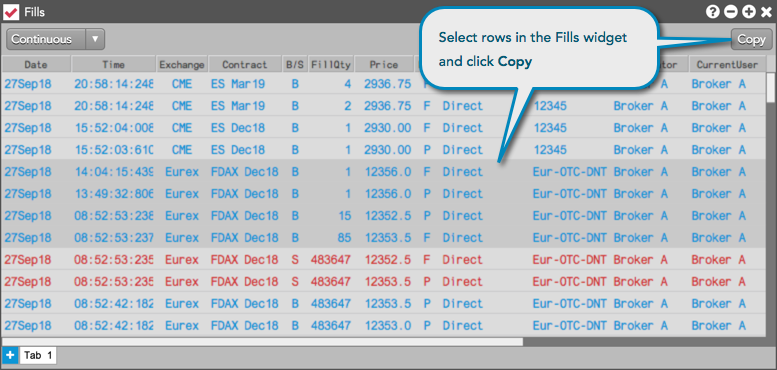 Fills
Continuous
Select rows in the Fills widget
and click Copy
Copy
Date Time Exchange Contract B/S FillQty Price CurrentUser
27Sep18 20:58:14:248 CME ES Mar19 B 4 2936.75 F Direct 12345 Broker A Broker A
27Sep18 20:58:14:248 CME ES Mar19 B 2 2936.75 F Direct 12345 Broker A Broker A
27Sep18 15:52:04:008 CME ES Dec18 B 1 2930.00 F Direct 12345 Broker A Broker A
27Sep18 15:52:03:610 CME ES Dec18 B 1 2930.00 P Direct 12345 Broker A Broker A
27Sep18 14:04:15:439 Eurex FDAX Dec18 B 1 12356.0 F Direct Eur-OTC-DNT Broker A Broker A
27Sep18 13:49:32:806 Eurex FDAX Dec18 B 1 12356.0 P Direct Eur-OTC-DNT Broker A Broker A
27Sep18 08:52:53:238 Eurex FDAX Dec18 B 15 12352.5 P Direct Eur-OTC-DNT Broker A Broker A
27Sep18 08:52:53:237 Eurex FDAX Dec18 B 85 12353.5 F Direct Eur-OTC-DNT Broker A Broker A
27Sep18 08:52:53:235 Eurex FDAX Dec18 S 483647 12352.5 F Direct Eur-OTC-DNT Broker A Broker A
27Sep18 08:52:53:235 Eurex FDAX Dec18 S 483647 12353.5 P Direct Eur-OTC-DNT Broker A Broker A
27Sep18 08:52:42:182 Eurex FDAX Dec18 B 483647 12353.5 P Direct Eur-OTC-DNT Broker A Broker A
27Sep18 08:52:42:182 Eurex FDAX Dec18 B 483647 12353.0 P Direct Eur-OTC-DNT Broker A Broker A
Tab 1